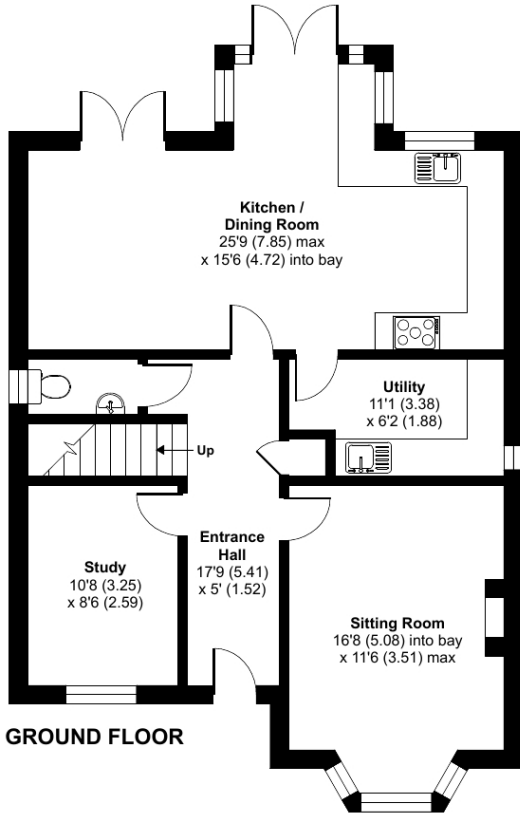 Kitchen /
Dining Room
25'9 (7.85) max
x 15'6 (4.72) into bay
Utility
11'1 (3.38)
x 6'2 (1.88)
Up
Entrance
Hall
17'9 (5.41)
x 5' (1.52)
Study
10'8 (3.25)
x 8'6 (2.59)
Sitting Room
16'8 (5.08) into bay
x 11'6 (3.51) max
GROUND FLOOR